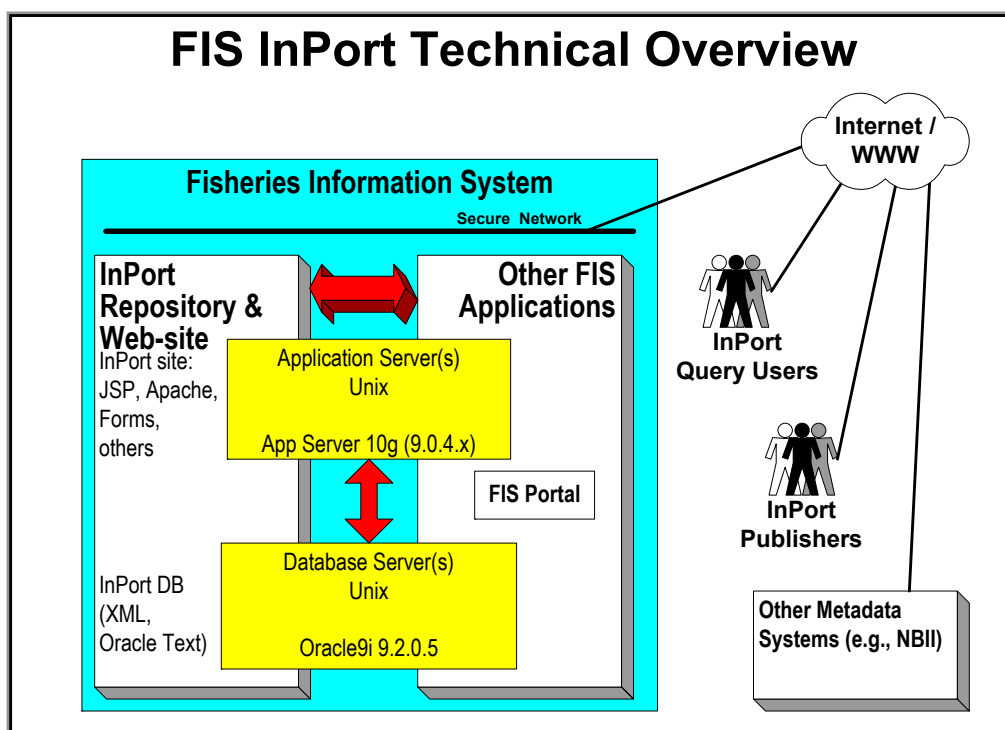 FIS InPort Technical Overview
Internet /
WWW
Fisheries Information System
Secure Network
InPort
Repository &
Web-site
InPort site:
JSP, Apache,
Forms,
others
Other FIS
Applications
Application Server(s)
Unix
App Server 10g (9.0.4.x)
FIS Portal
InPort DB
(XML,
Oracle Text)
Database Server(s)
Unix
Oracle9i 9.2.0.5
InPort
Query Users
InPort
Publishers
Other Metadata
Systems (e.g., NBII)